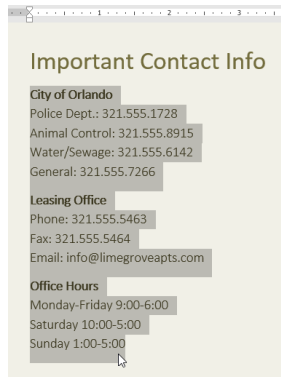 1 2 3
Important Contact Info
City of Orlando
Police Dept.: 321.555.1728
Animal Control: 321.555.8915
Water/Sewage: 321.555.6142
General: 321.555.7266
Leasing Office
Phone: 321.555.5463
Fax: 321.555.5464
Email: info@limegroveapts.com
Office Hours
Monday-Friday 9:00-6:00
Saturday 10:00-5:00
Sunday 1:00-5:00